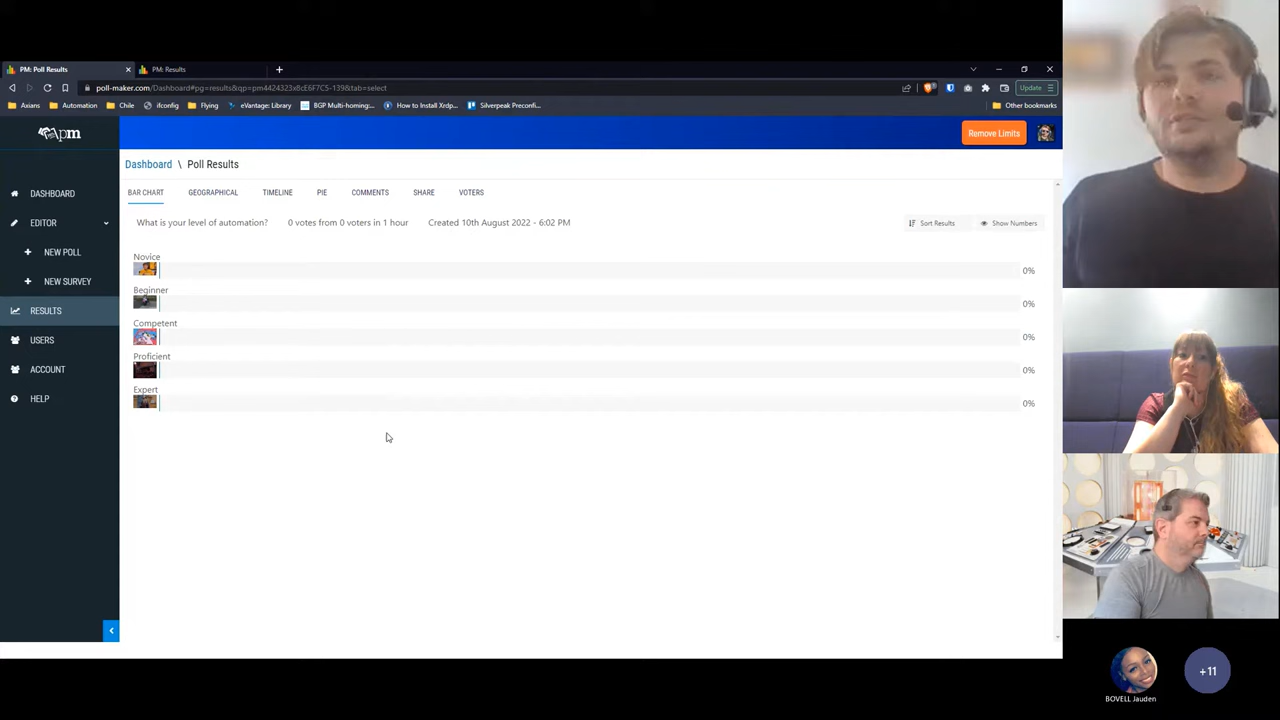 PM: Poll Results
PM: Results
poll-maker.com/Dashboard#pg=results&qp=pm4424323x8cE6F7C5-139&tab=select
Update
Axians
Automation
Chile
ifconfig
Flying
eVantage: Library
BGP Multi-homing:...
How to Install Xrdp...
Silverpeak Preconfi...
Other bookmarks
apm
Remove Limits
Dashboard \ Poll Results
DASHBOARD
EDITOR
NEW POLL
NEW SURVEY
RESULTS
USERS
ACCOUNT
HELP
BAR CHART
GEOGRAPHICAL
TIMELINE
PIE
COMMENTS
SHARE
VOTERS
What is your level of automation?
0 votes from 0 voters in 1 hour
Created 10th August 2022 - 6:02 PM
Sort Results
Show Numbers
Novice
0%
Beginner
0%
Competent
0%
Proficient
0%
Expert
0%
BOVELL Jauden
+11